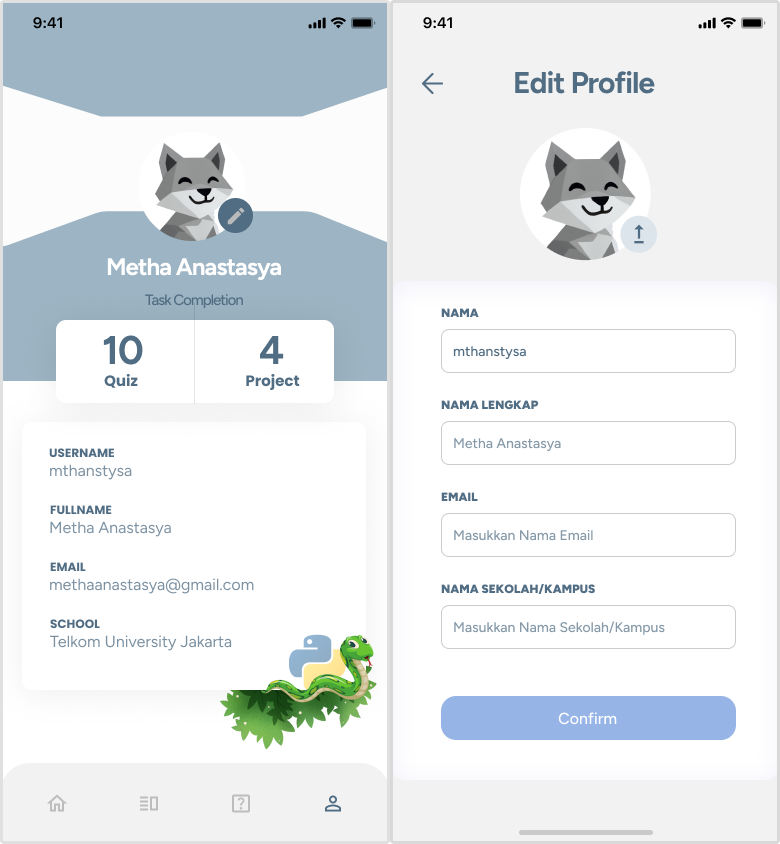 9:41
Metha Anastasya
Task Completion
10
Quiz
4
Project
USERNAME
mthanstysa
FULLNAME
Metha Anastasya
EMAIL
methaanastasya@gmail.com
SCHOOL
Telkom University Jakarta
9:41
Edit Profile
NAMA
mthanstysa
NAMA LENGKAP
Metha Anastasya
EMAIL
Masukkan Nama Email
NAMA SEKOLAH/KAMPUS
Masukkan Nama Sekolah/Kampus
Confirm